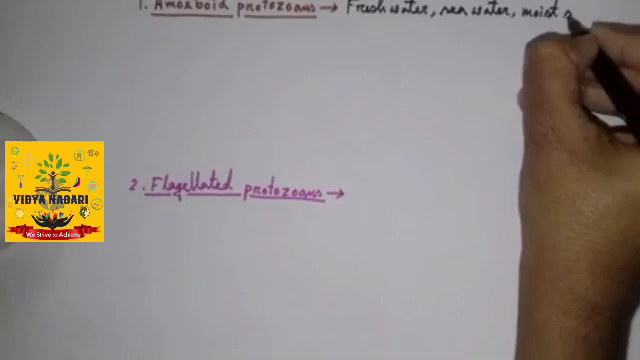 1. Amoeboid protozoans → Fresh water, sea water, moist s
2. Flagellated protozoans →
VIDYA NAGARI
We Strive to Achieve